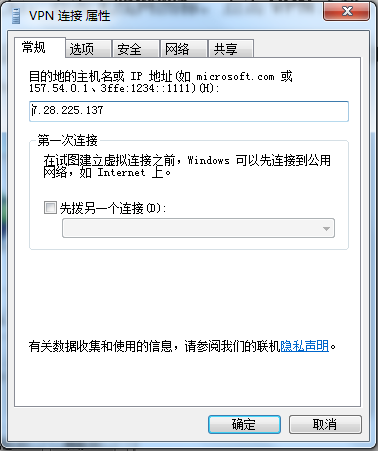 VPN 连接 属性
常规 选项 安全 网络 共享
目的地的主机名或 IP 地址(如 microsoft.com 或
157.54.0.1、3ffe:1234::1111)(H):
7.28.225.137
第一次连接
在试图建立虚拟连接之前,Windows 可以先连接到公用
网络,如 Internet 上。
先拨另一个连接(D):
有关数据收集和使用的信息,请参阅我们的联机隐私声明。
确定 取消